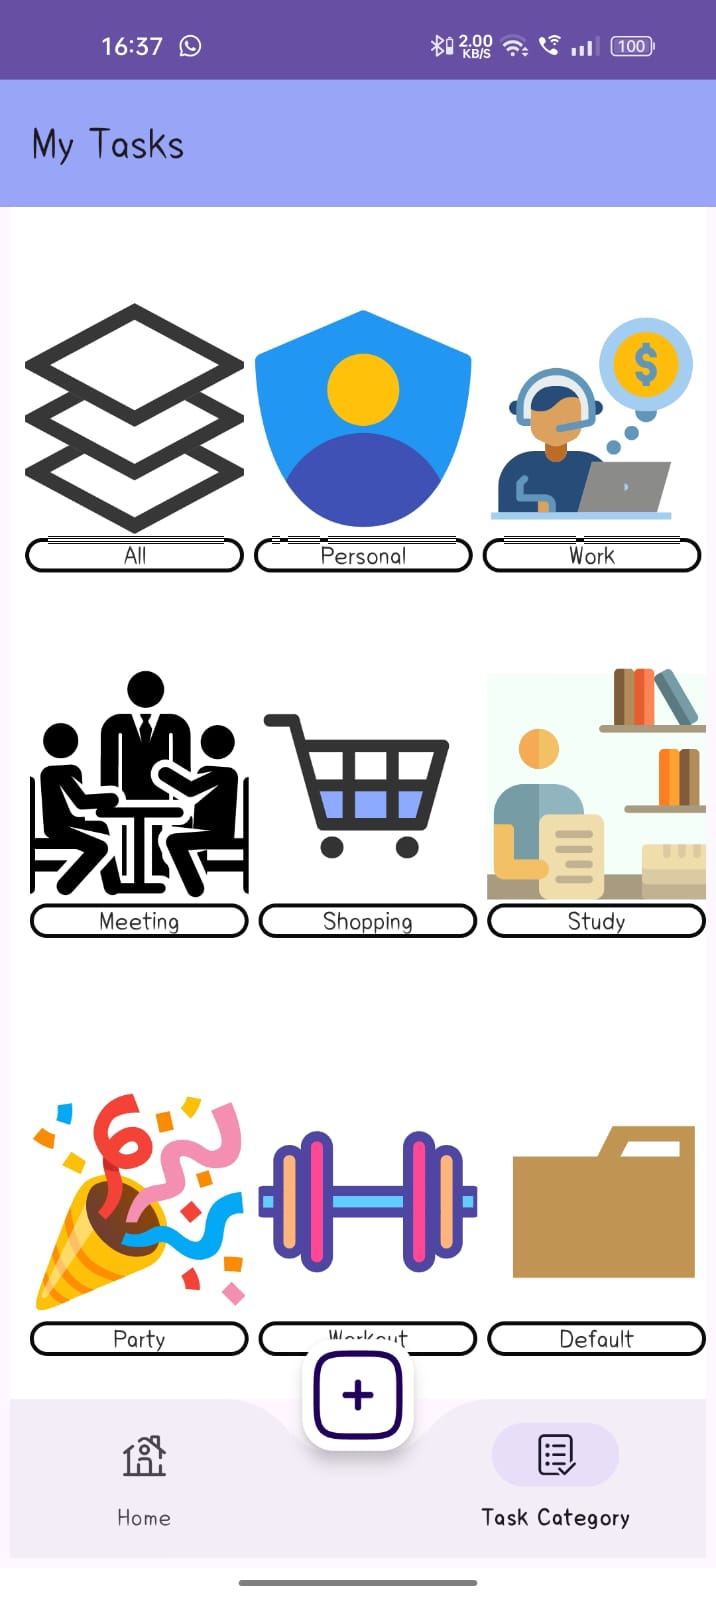 16:37 2.00 KB/S 100
My Tasks
$
All Personal Work
Meeting Shopping Study
Party Workout Default
+
Home Task Category